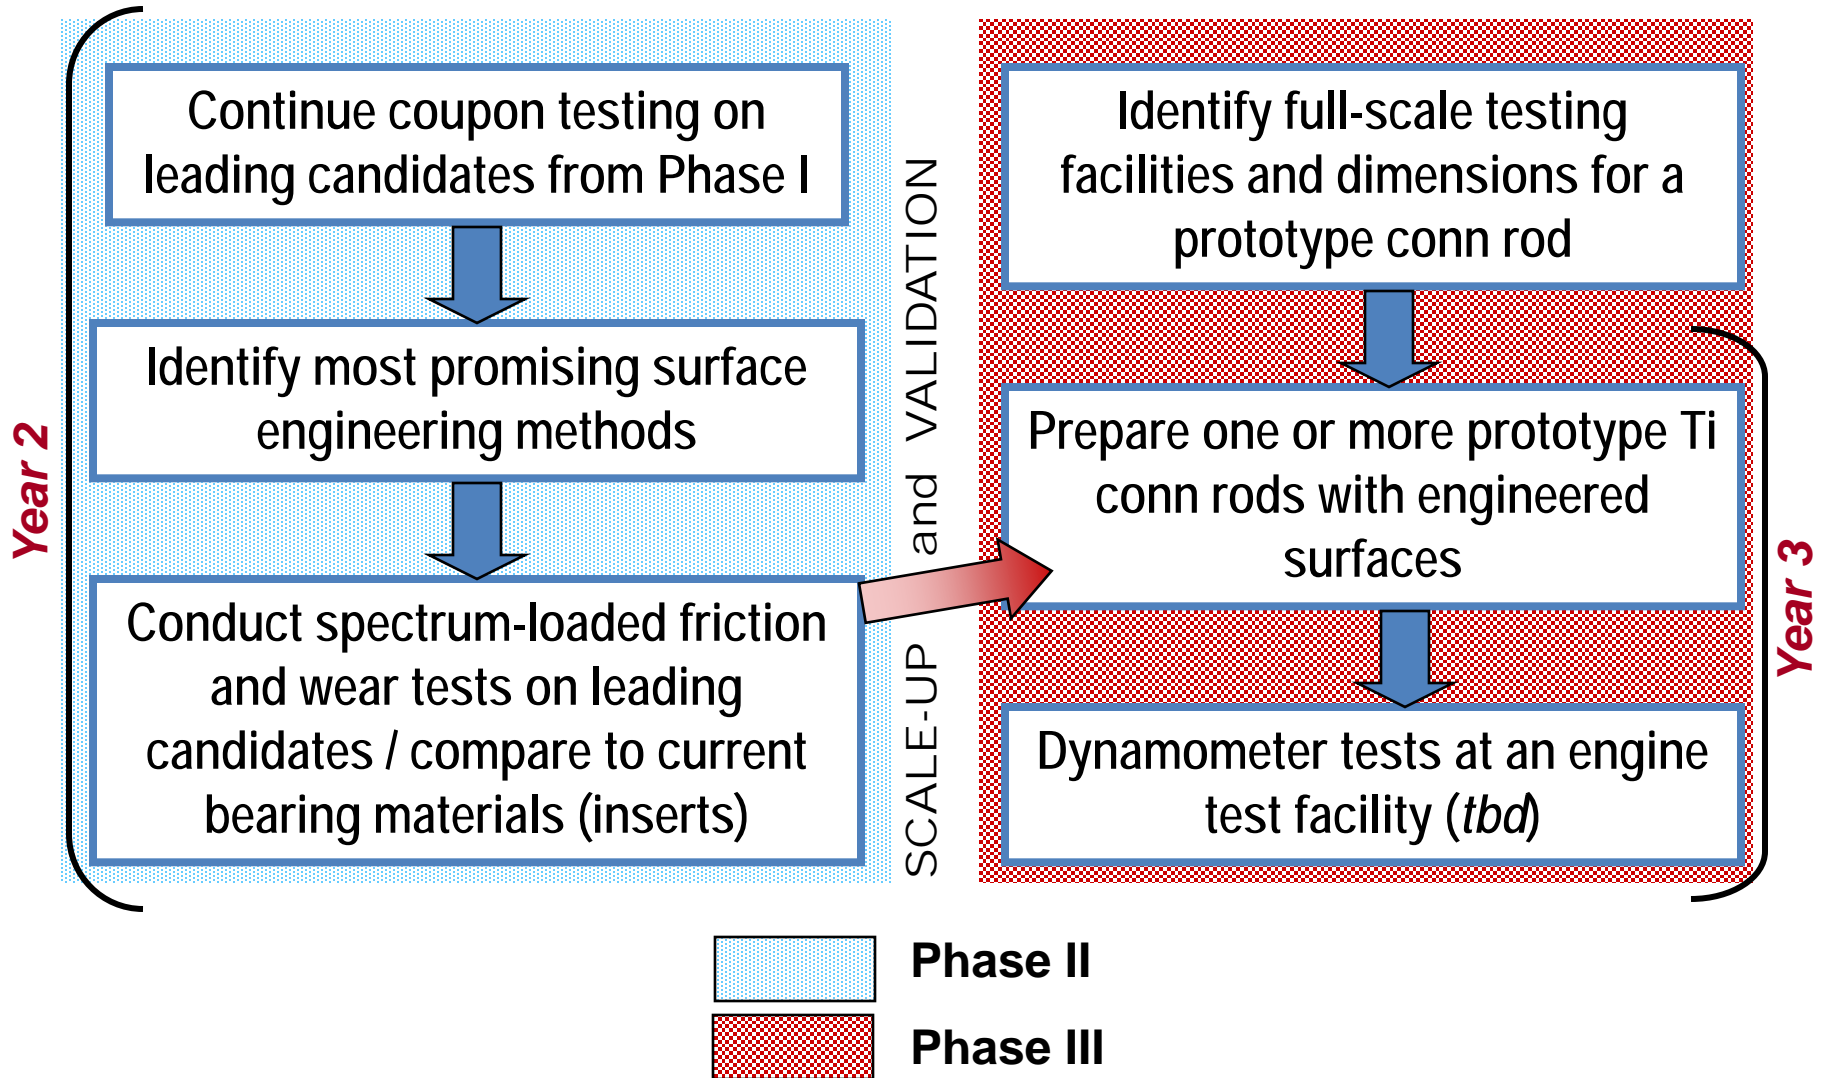 Year 2
Continue coupon testing on
leading candidates from Phase I
Identify most promising surface
engineering methods
Conduct spectrum-loaded friction
and wear tests on leading
candidates / compare to current
bearing materials (inserts)
SCALE-UP and VALIDATION
Identify full-scale testing
facilities and dimensions for a
prototype conn rod
Prepare one or more prototype Ti
conn rods with engineered
surfaces
Dynamometer tests at an engine
test facility (tbd)
Year 3
Phase II
Phase III